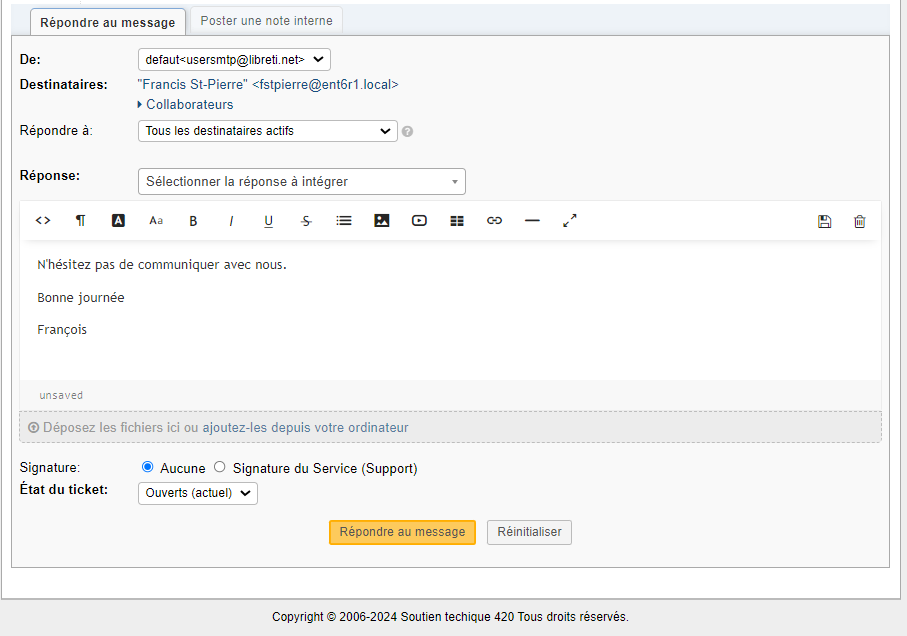 Répondre au message
Poster une note interne
De: defaut<usersmtp@libreti.net>
Destinataires: "Francis St-Pierre" <fstpierre@ent6r1.local>
Collaborateurs
Répondre à: Tous les destinataires actifs
Réponse: Sélectionner la réponse à intégrer
<> ¶ A Aa B I U S
N'hésitez pas de communiquer avec nous.
Bonne journée
François
unsaved
Déposez les fichiers ici ou ajoutez-les depuis votre ordinateur
Signature: Aucune Signature du Service (Support)
État du ticket: Ouverts (actuel)
Répondre au message Réinitialiser
Copyright © 2006-2024 Soutien techique 420 Tous droits réservés.